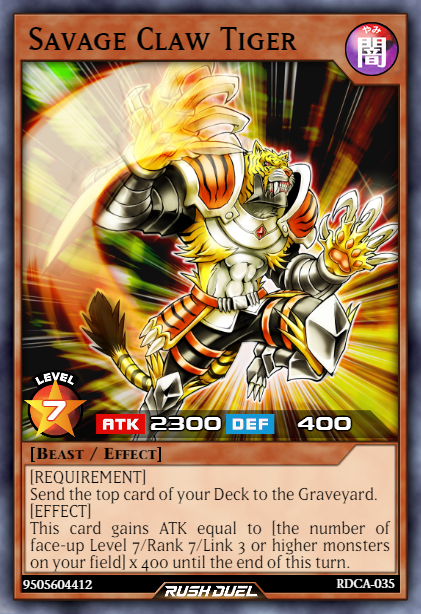 Savage Claw Tiger
やみ
闇
LEVEL
7
ATK 2300 DEF 400
[Beast / Effect]
[REQUIREMENT]
Send the top card of your Deck to the Graveyard.
[EFFECT]
This card gains ATK equal to [the number of
face-up Level 7/Rank 7/Link 3 or higher monsters
on your field] x 400 until the end of this turn.
9505604412
RUSH DUEL
RDCA-035